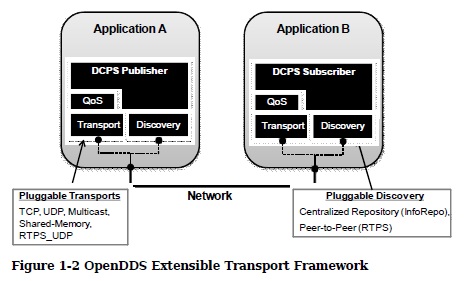 Application A
Application B
DCPS Publisher
QoS
Transport
Discovery
DCPS Subscriber
QoS
Transport
Discovery
Network
Pluggable Transports
TCP, UDP, Multicast,
Shared-Memory,
RTPS_UDP
Pluggable Discovery
Centralized Repository (InfoRepo),
Peer-to-Peer (RTPS)
Figure 1-2 OpenDDS Extensible Transport Framework